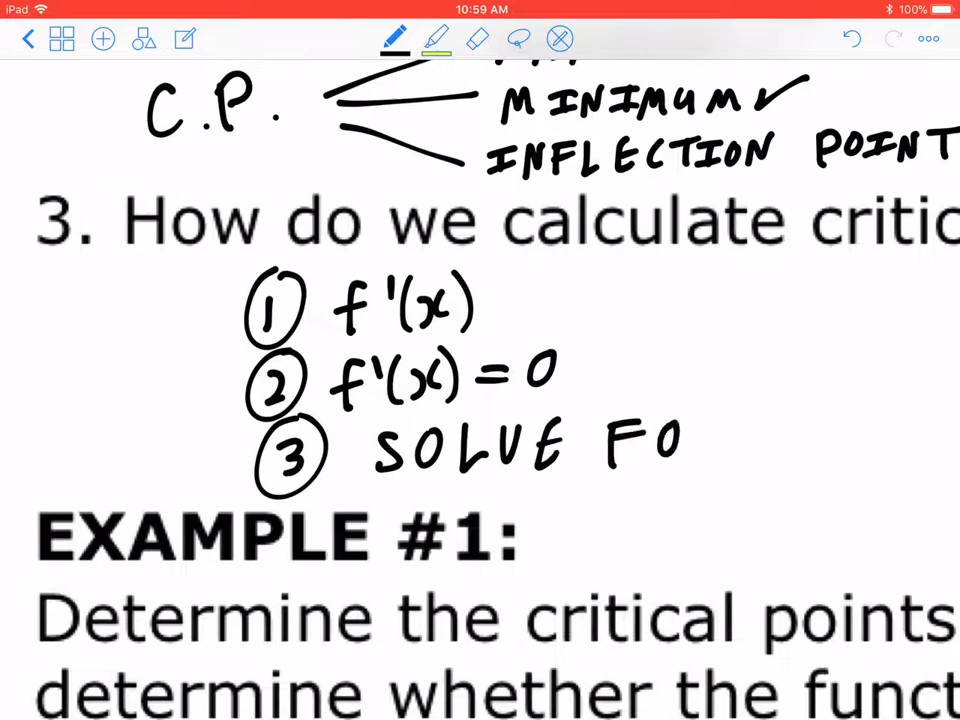 iPad 10:59 AM 100%
C.P.
MINIMUM
INFLECTION POINT
3. How do we calculate critic
1 f'(x)
2 f'(x) = 0
3 SOLVE FO
EXAMPLE #1:
Determine the critical points
determine whether the funct